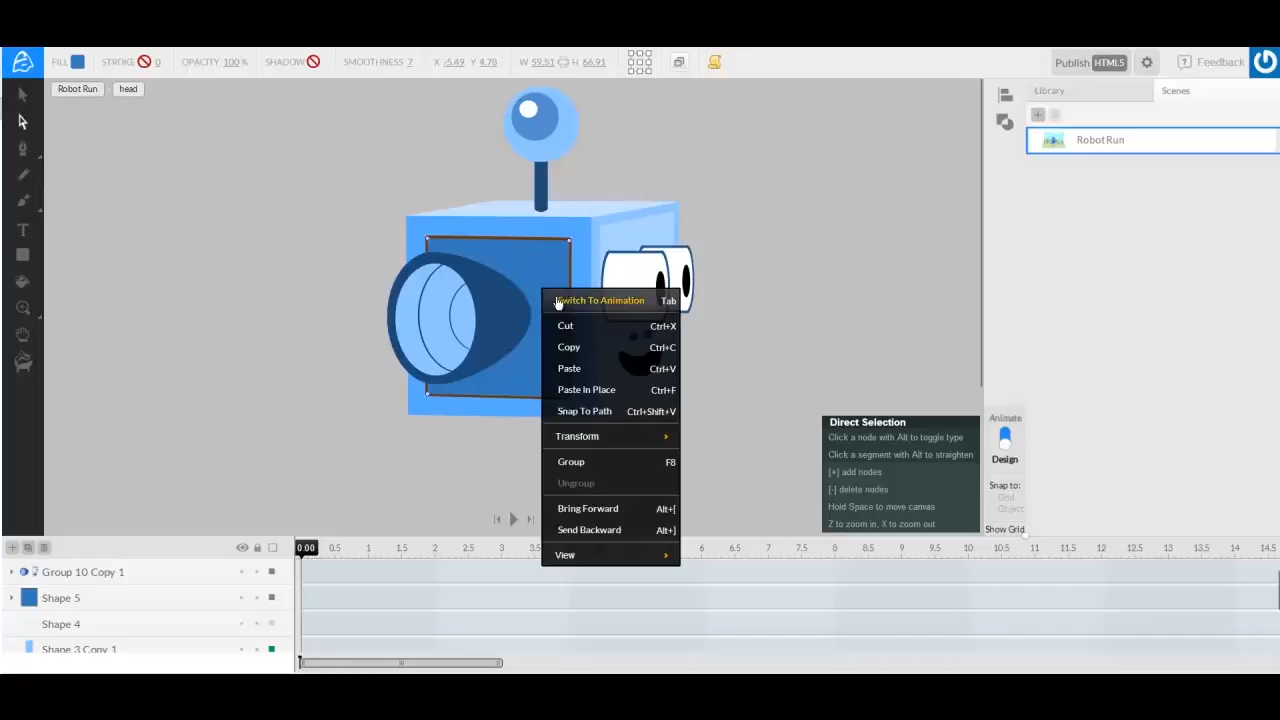 FILL STROKE 0 OPACITY 100 % SHADOW SMOOTHNESS 7 X -5.49 Y 4.78 W 59.51 H 66.91 Publish HTML5 Feedback
Robot Run head
Library Scenes
RobotRun
Switch To Animation Tab
Cut Ctrl+X
Copy Ctrl+C
Paste Ctrl+V
Paste In Place Ctrl+F
Snap To Path Ctrl+Shift+V
Transform
Group F8
Ungroup
Bring Forward Alt+[
Send Backward Alt+]
View
Direct Selection
Click a node with Alt to toggle type
Click a segment with Alt to straighten
[+] add nodes
[-] delete nodes
Hold Space to move canvas
Z to zoom in, X to zoom out
Animate
Design
Snap to:
Grid
Object
Show Grid
0.00 0.5 1 1.5 2 2.5 3 3.5 6 6.5 7 7.5 8 8.5 9 9.5 10 10.5 11 11.5 12 12.5 13 13.5 14 14.5
Group 10 Copy 1
Shape 5
Shape 4
Shape 3 Copy 1